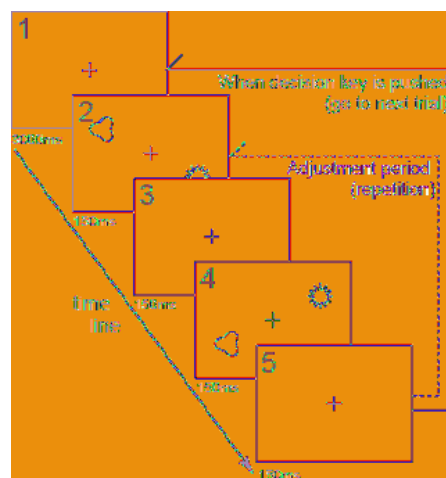 1
When decision key is pushed
(go to next trial)
2
Adjustment period
(repetition)
3
4
time
line
5